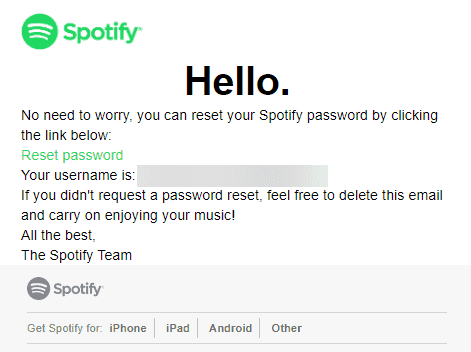 Spotify
Hello.
No need to worry, you can reset your Spotify password by clicking
the link below:
Reset password
Your username is:
If you didn't request a password reset, feel free to delete this email
and carry on enjoying your music!
All the best,
The Spotify Team
Spotify
Get Spotify for: iPhone iPad Android Other